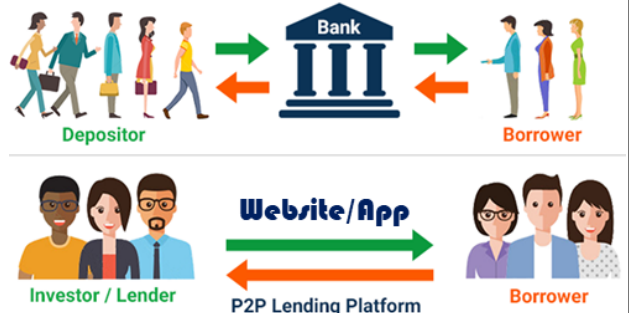 Bank
Depositor
Borrower
Website/App
Investor / Lender
P2P Lending Platform
Borrower